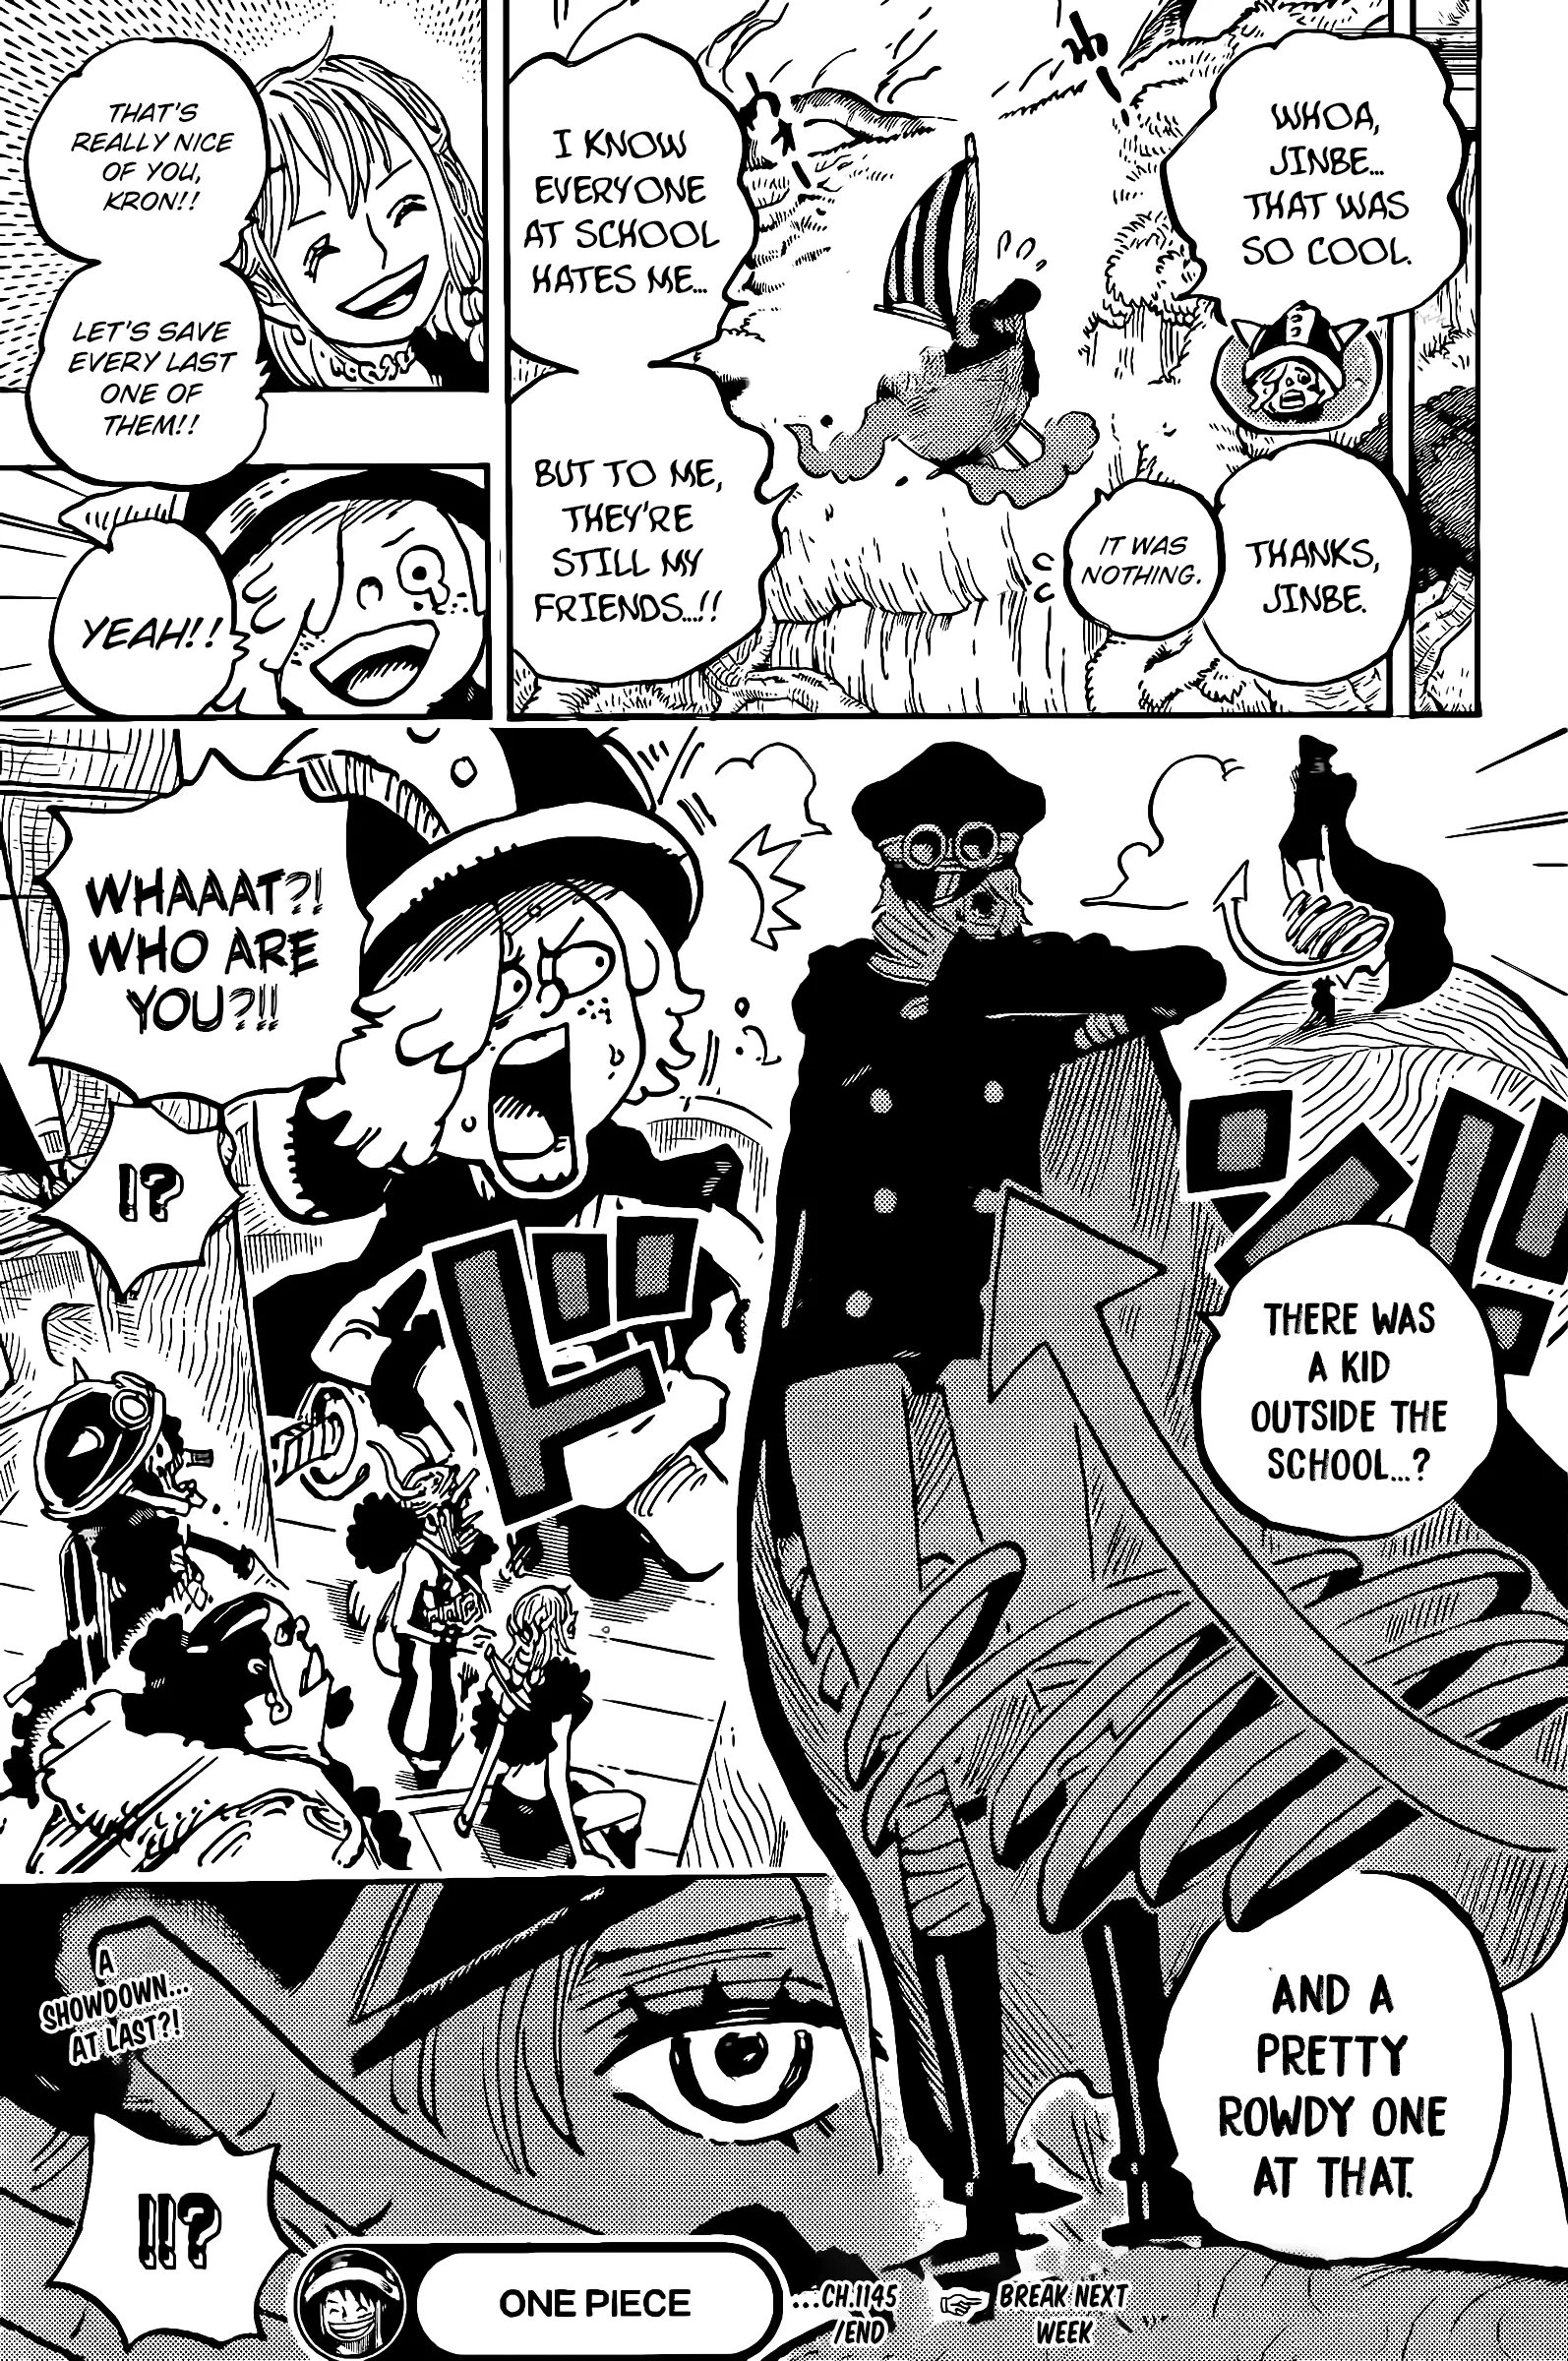 WHOA,
JINBE...
THAT WAS
SO COOL.
THANKS,
JINBE.
IT WAS
NOTHING.
I KNOW
EVERYONE
AT SCHOOL
HATES ME...
BUT TO ME,
THEY'RE
STILL MY
FRIENDS...!!
THAT'S
REALLY NICE
OF YOU,
KRON!!
LET'S SAVE
EVERY LAST
ONE OF
THEM!!
YEAH!!
THERE WAS
A KID
OUTSIDE THE
SCHOOL...?
AND A
PRETTY
ROWDY ONE
AT THAT.
WHAAAT?!
WHO ARE
YOU?!!
!?
ドドド
A
SHOWDOWN...
AT LAST?!
!!?
ONE PIECE
...CH.1145
/END
BREAK NEXT
WEEK